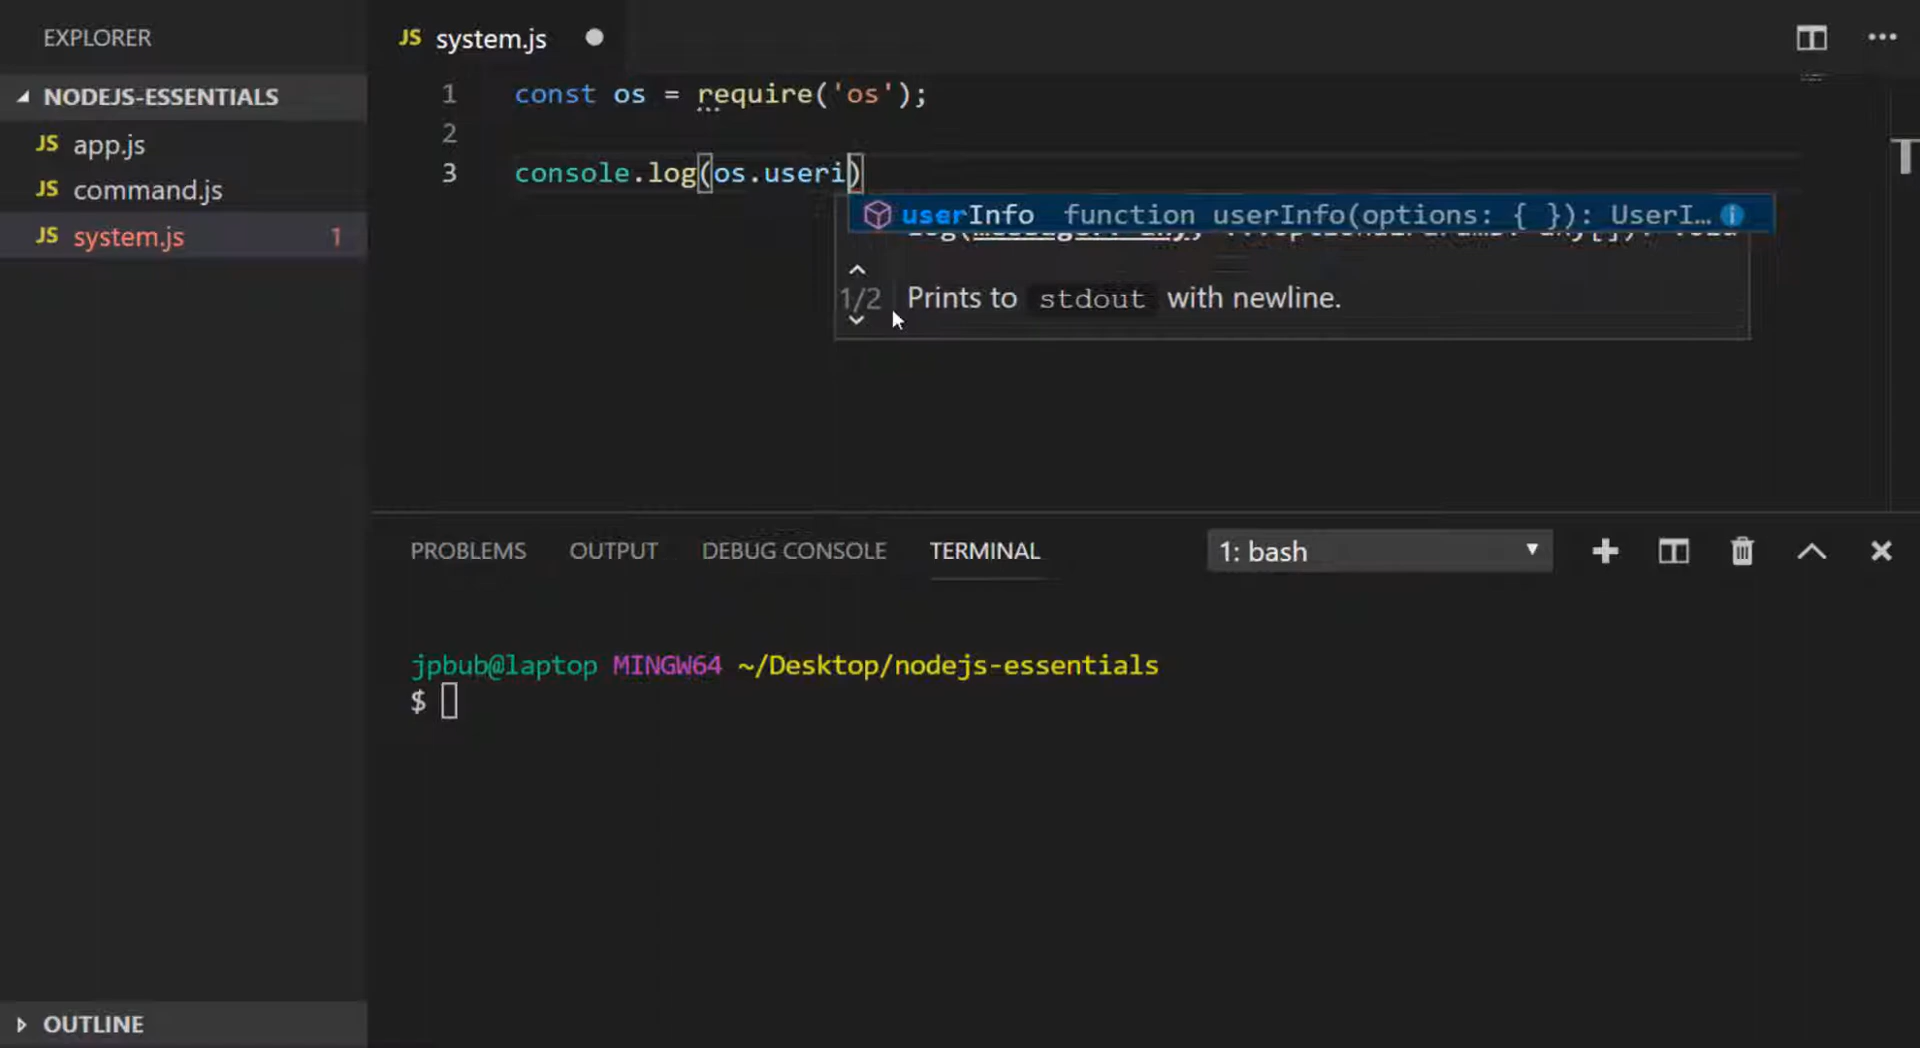 EXPLORER
NODEJS-ESSENTIALS
JS app.js
JS command.js
JS system.js 1
OUTLINE
JS system.js
1 const os = require('os');
2
3 console.log(os.useri)
userInfo function userInfo(options: { }): UserI…
1/2 Prints to stdout with newline.
PROBLEMS OUTPUT DEBUG CONSOLE TERMINAL 1: bash
jpbub@laptop MINGW64 ~/Desktop/nodejs-essentials
$